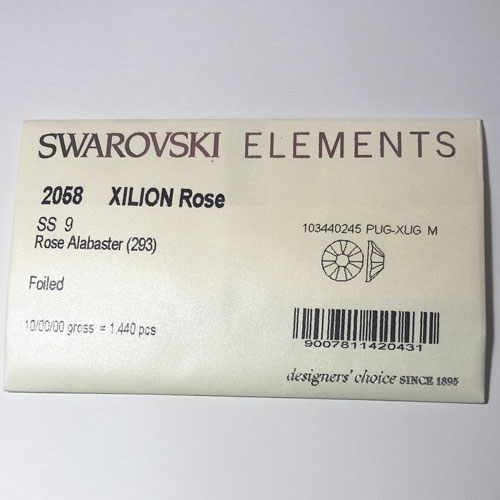 SWAROVSKI ELEMENTS
2058 XILION Rose
SS 9
Rose Alabaster (293)
103440245 PUG-XUG M
Foiled
10/00/00 gross = 1.440 pcs
9007811420431
designers' choice SINCE 1895